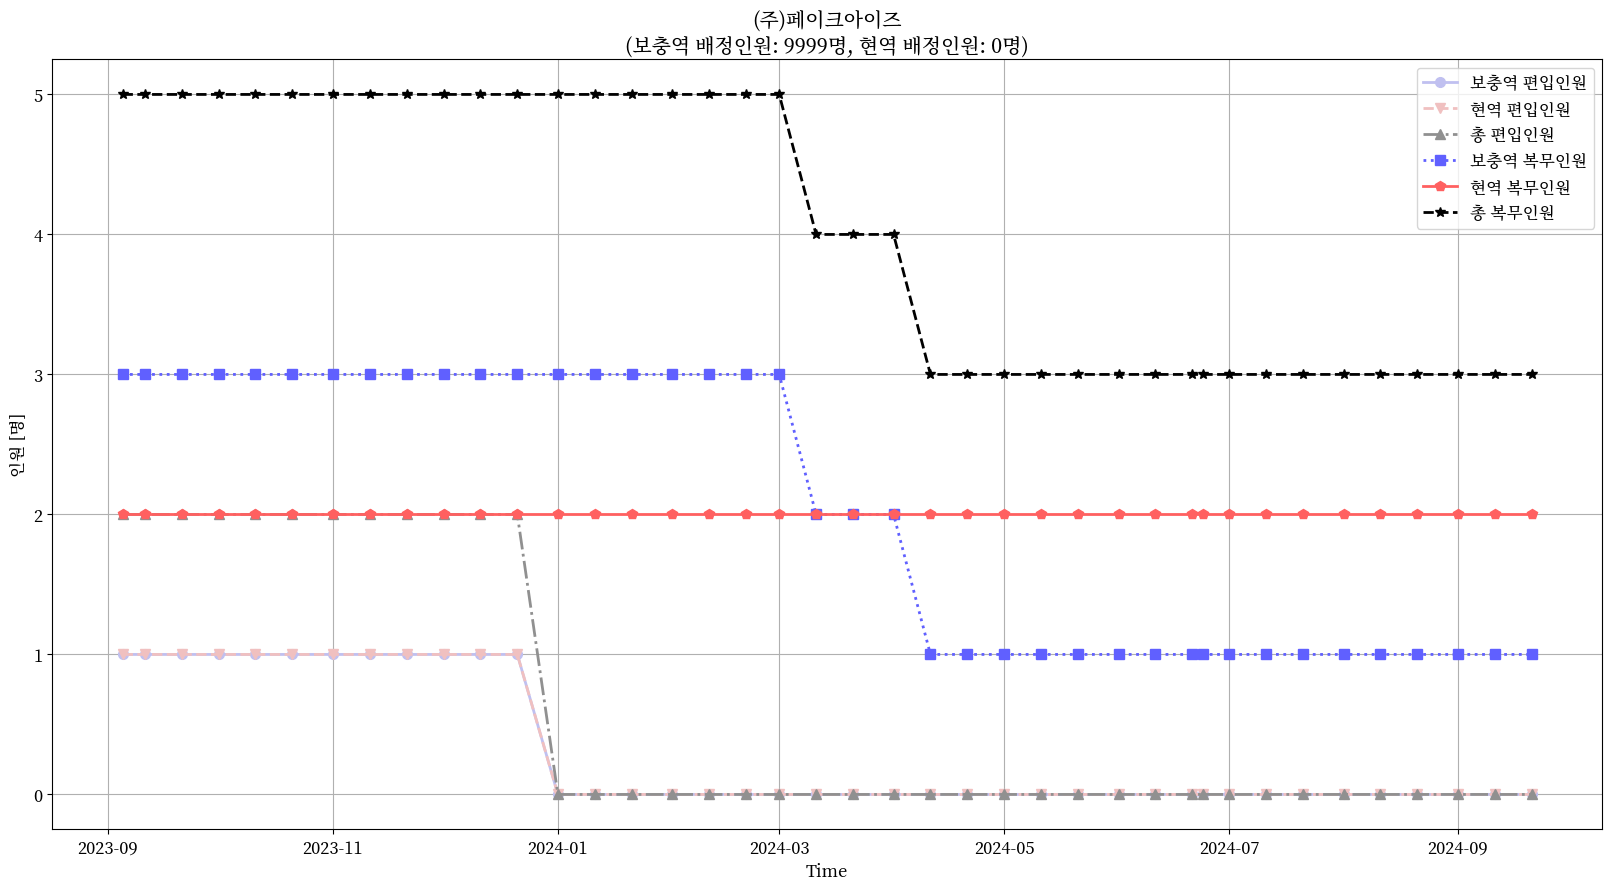 (주)페이크아이즈
(보충역 배정인원: 9999명, 현역 배정인원: 0명)
보충역 편입인원
현역 편입인원
총 편입인원
보충역 복무인원
현역 복무인원
총 복무인원
인원 [명]
5
4
3
2
1
0
2023-09
2023-11
2024-01
2024-03
2024-05
2024-07
2024-09
Time